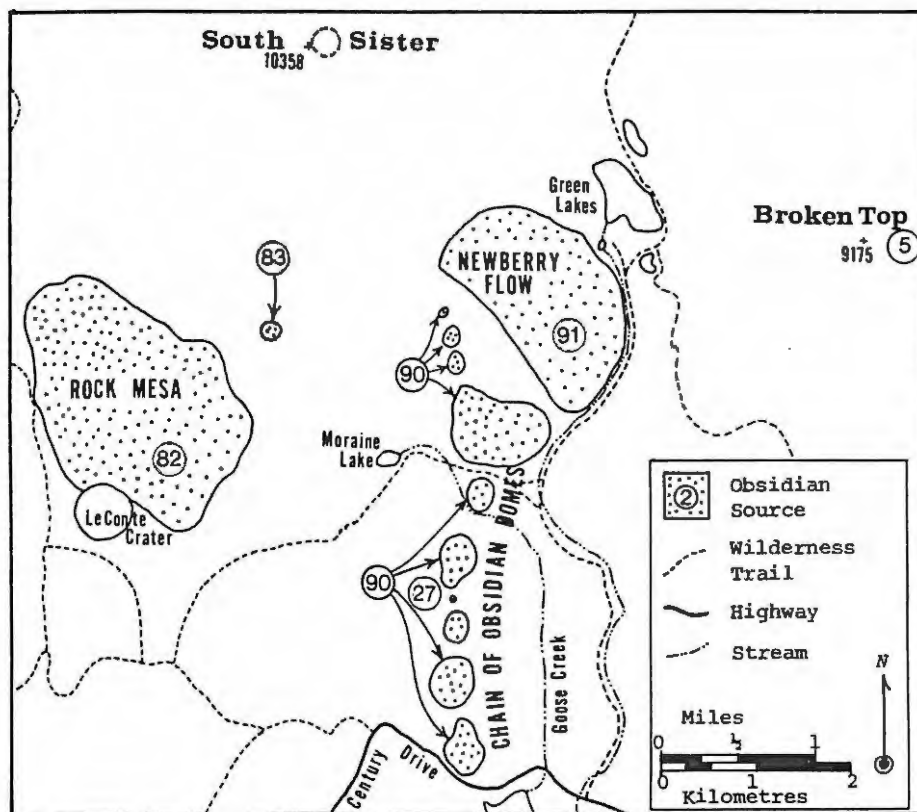 South Sister
10358
Green
Lakes
Broken Top
9175
5
83
NEWBERRY
FLOW
91
90
ROCK MESA
82
Moraine
Lake
LeConte
Crater
90
27
CHAIN OF OBSIDIAN DOMES
Goose Creek
Century Drive
2
Obsidian
Source
Wilderness
Trail
Highway
Stream
N
Miles
0 ½ 1
0 1 2
Kilometres